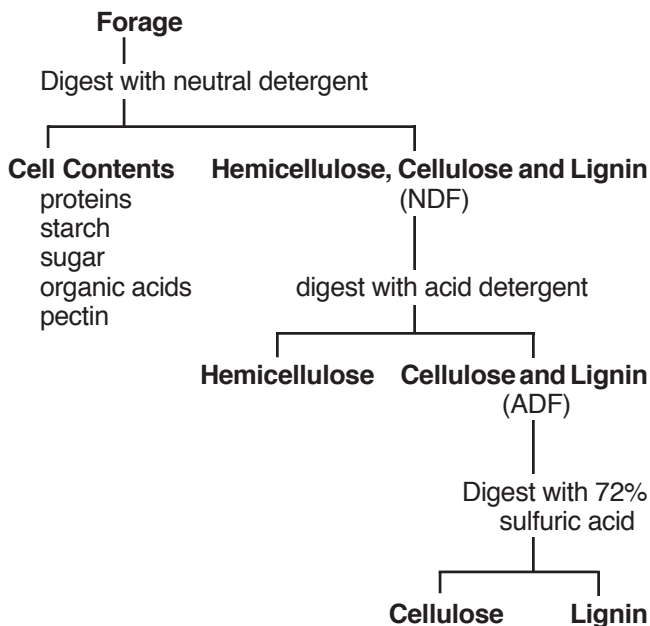 Forage
Digest with neutral detergent
Cell Contents
proteins
starch
sugar
organic acids
pectin
Hemicellulose, Cellulose and Lignin
(NDF)
digest with acid detergent
Hemicellulose
Cellulose and Lignin
(ADF)
Digest with 72%
sulfuric acid
Cellulose
Lignin